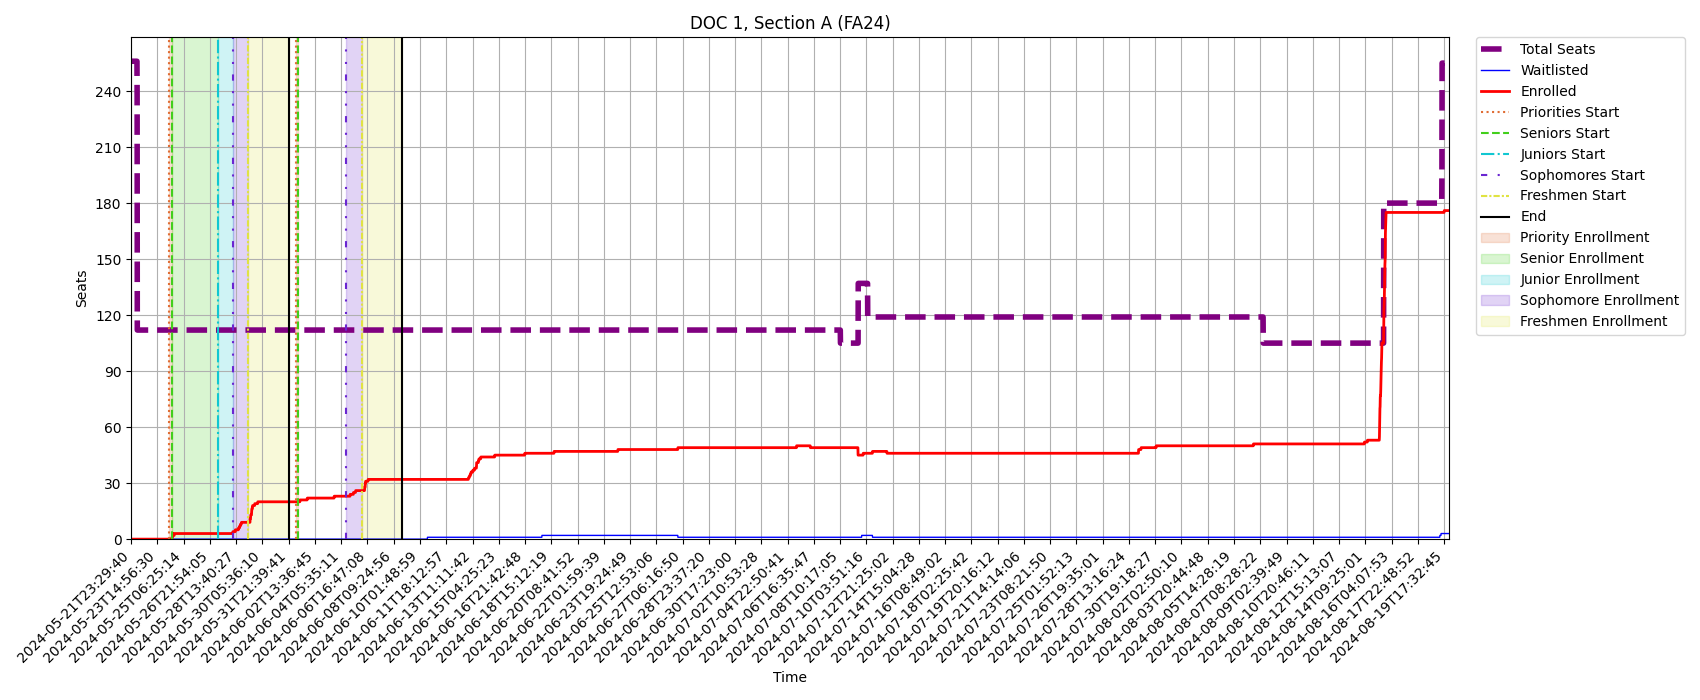 DOC 1, Section A (FA24)
Seats
240
210
180
150
120
90
60
30
0
2024-05-21T23:29:40
2024-05-23T14:56:30
2024-05-25T06:25:14
2024-05-26T21:54:05
2024-05-28T13:40:27
2024-05-30T05:36:10
2024-05-31T21:39:41
2024-06-02T13:36:45
2024-06-04T05:35:11
2024-06-06T16:47:08
2024-06-08T09:24:56
2024-06-10T01:48:59
2024-06-11T18:12:57
2024-06-13T11:11:42
2024-06-15T04:25:23
2024-06-16T21:42:48
2024-06-18T15:12:19
2024-06-20T08:41:52
2024-06-22T01:59:39
2024-06-23T19:24:49
2024-06-25T12:53:06
2024-06-27T06:16:50
2024-06-28T23:37:20
2024-06-30T17:23:00
2024-07-02T10:53:28
2024-07-04T22:50:41
2024-07-06T16:35:47
2024-07-08T10:17:05
2024-07-10T03:51:16
2024-07-12T21:25:02
2024-07-14T15:04:28
2024-07-16T08:49:02
2024-07-18T02:25:42
2024-07-19T20:16:12
2024-07-21T14:14:06
2024-07-23T08:21:50
2024-07-25T01:52:13
2024-07-26T19:35:01
2024-07-28T13:16:24
2024-07-30T19:18:27
2024-08-02T02:50:10
2024-08-03T20:44:48
2024-08-05T14:28:19
2024-08-07T08:28:22
2024-08-09T02:39:49
2024-08-10T20:46:11
2024-08-12T15:13:07
2024-08-14T09:25:01
2024-08-16T04:07:53
2024-08-17T22:48:52
2024-08-19T17:32:45
Time
Total Seats
Waitlisted
Enrolled
Priorities Start
Seniors Start
Juniors Start
Sophomores Start
Freshmen Start
End
Priority Enrollment
Senior Enrollment
Junior Enrollment
Sophomore Enrollment
Freshmen Enrollment